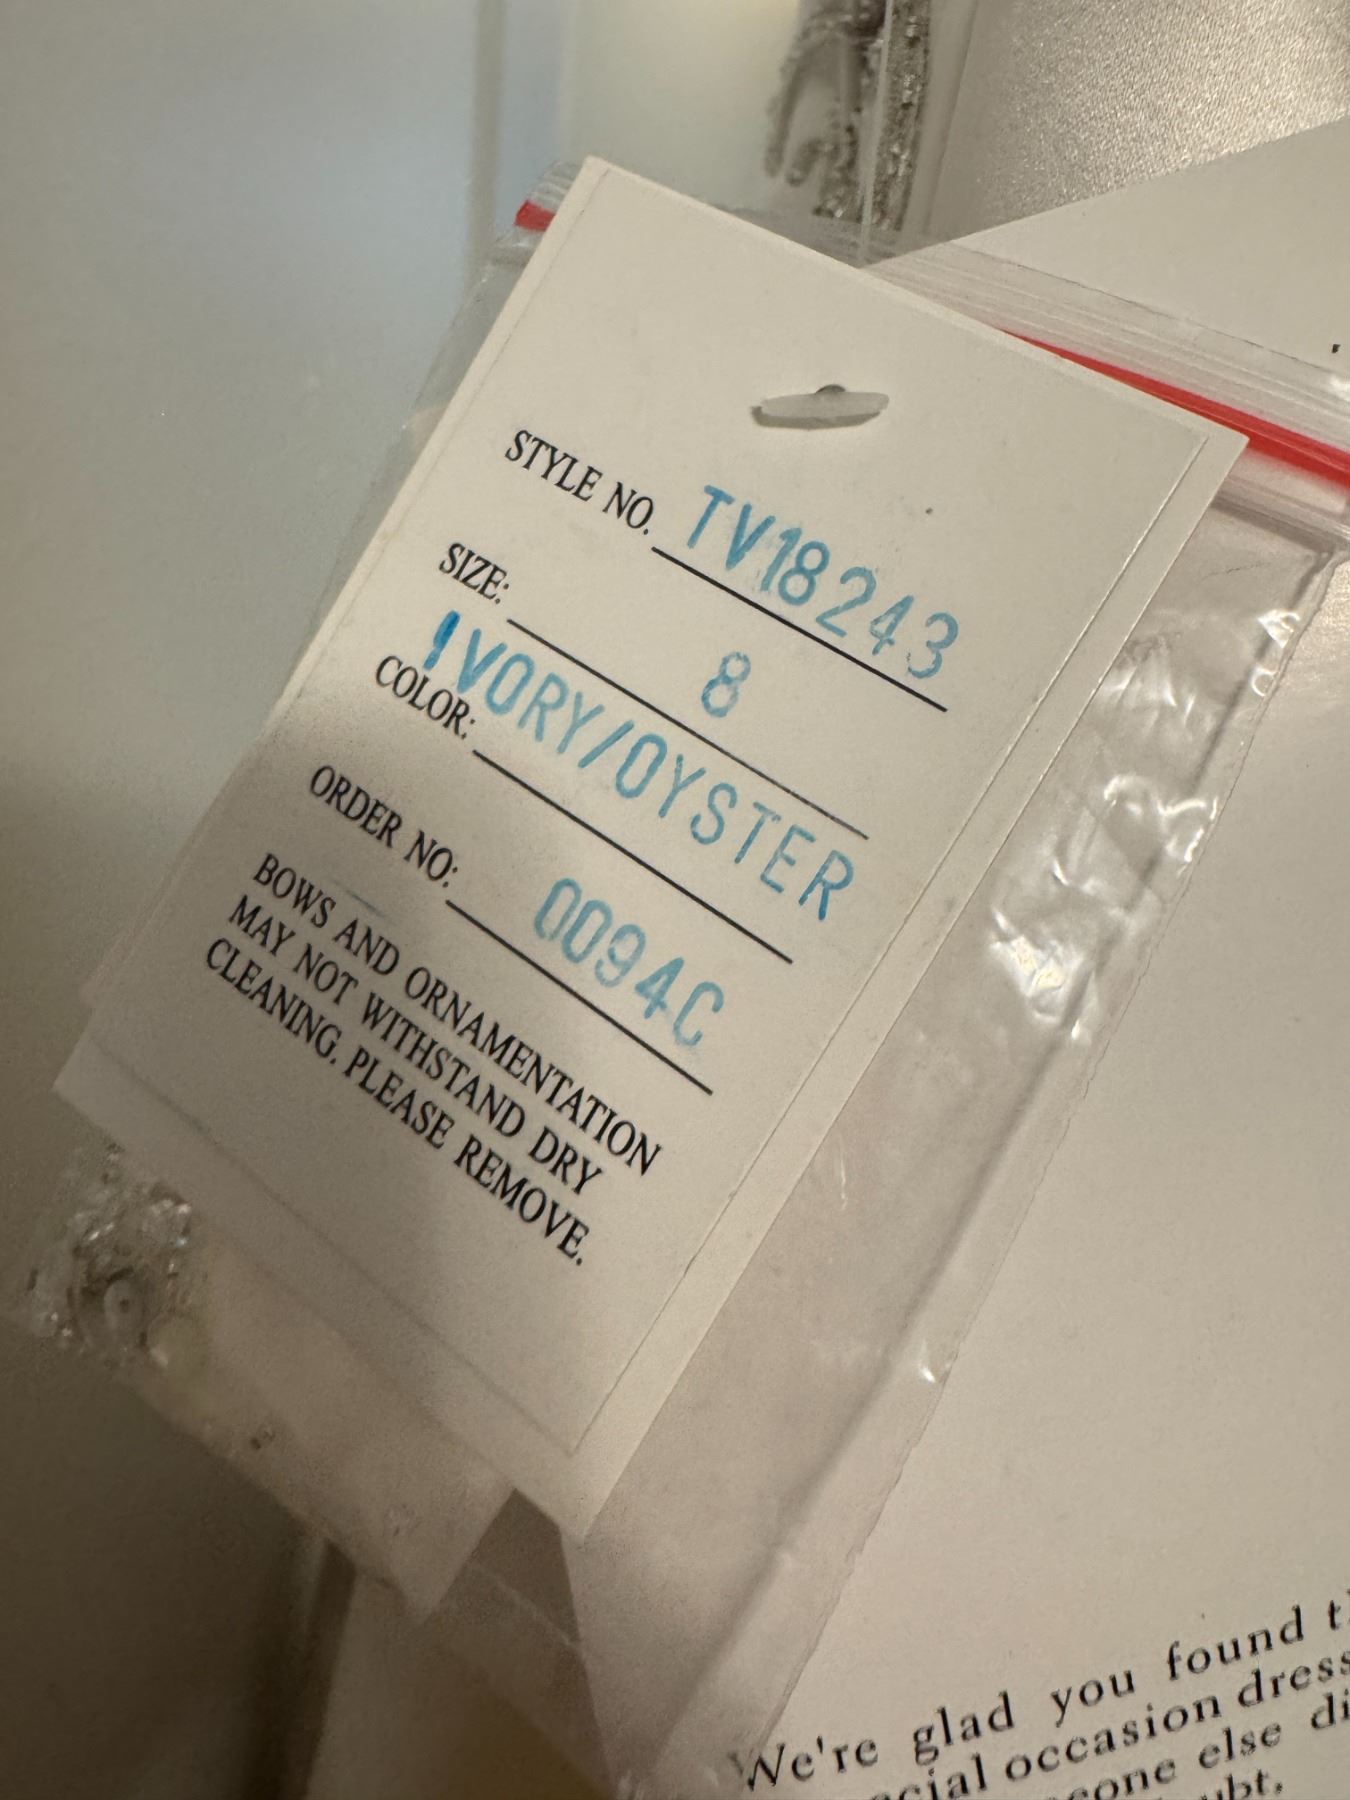 STYLE NO. TV18243
SIZE: 8
COLOR: IVORY/OYSTER
ORDER NO: 0094C
BOWS AND ORNAMENTATION
MAY NOT WITHSTAND DRY
CLEANING. PLEASE REMOVE.
We're glad you found
occasion dress
else